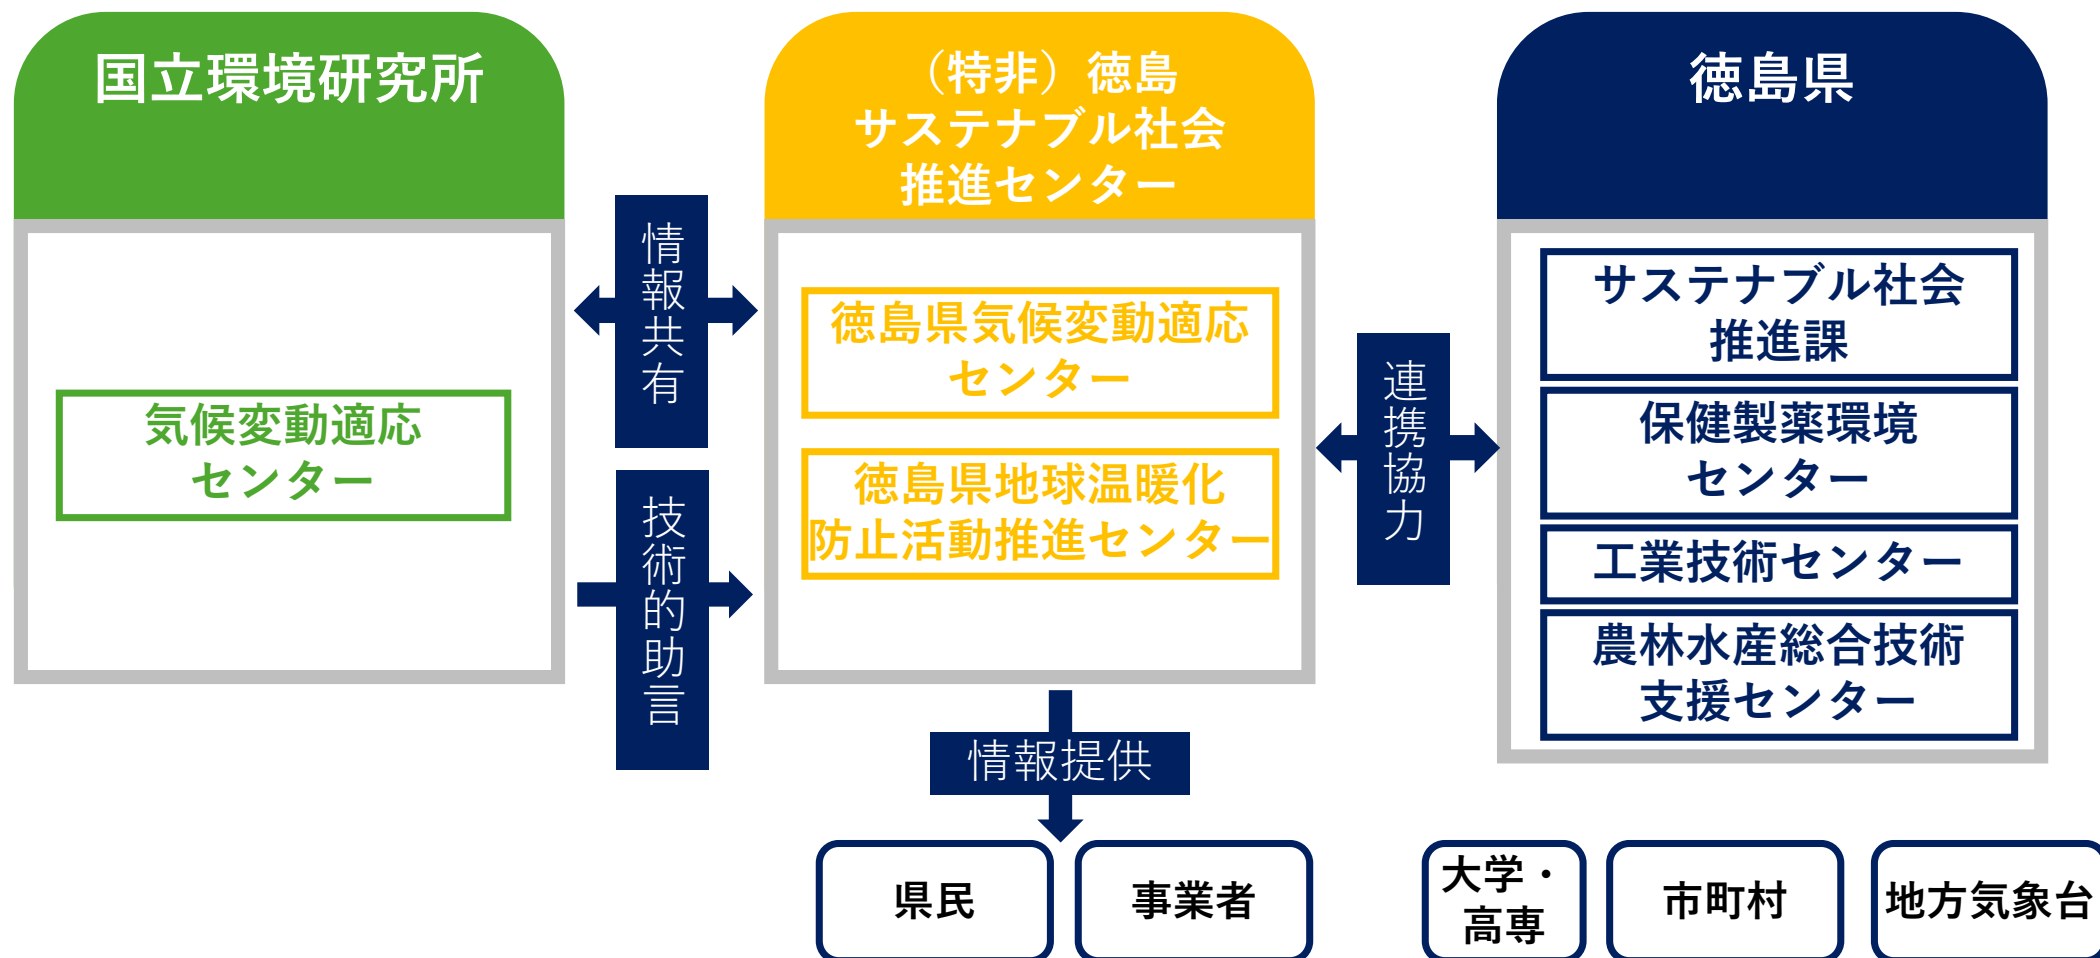 国立環境研究所
気候変動適応
センター
情報共有
技術的助言
（特非）徳島
サステナブル社会
推進センター
徳島県気候変動適応
センター
徳島県地球温暖化
防止活動推進センター
連携協力
徳島県
サステナブル社会
推進課
保健製薬環境
センター
工業技術センター
農林水産総合技術
支援センター
情報提供
県民
事業者
大学・
高専
市町村
地方気象台